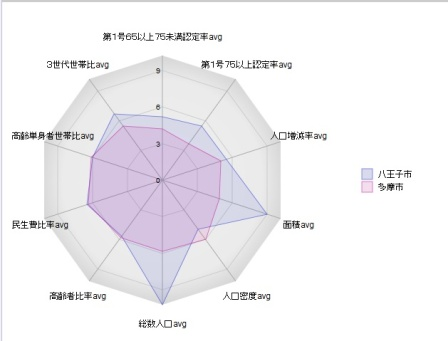 第1号65以上75未満認定率avg
3世代世帯比avg
第1号75以上認定率avg
9
6
高齢単身者世帯比avg
人口増減率avg
3
八王子市
0
多摩市
民生費比率avg
面積avg
高齢者比率avg
人口密度avg
総数人口avg